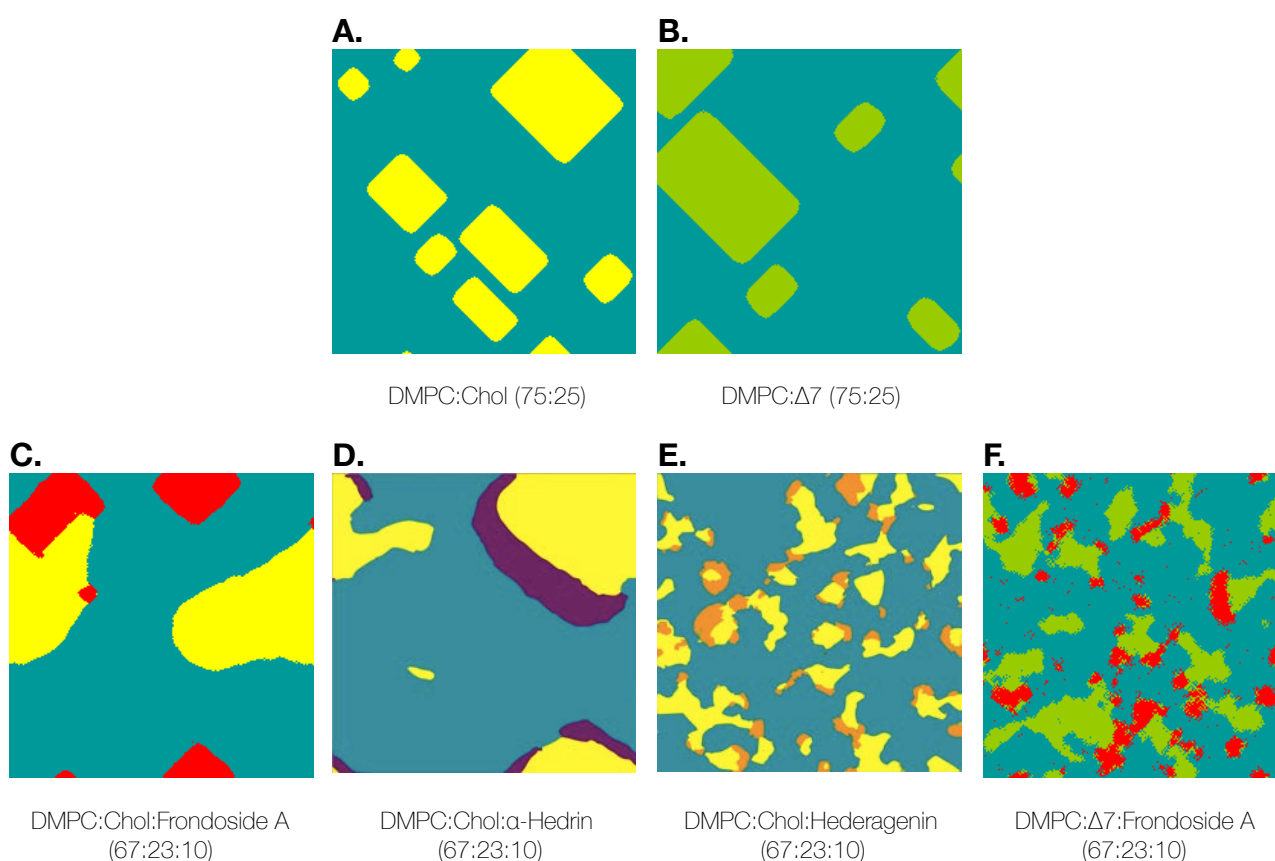 A.
B.
DMPC:Chol (75:25)
DMPC:Δ7 (75:25)
C.
D.
E.
F.
DMPC:Chol:Frondoside A
(67:23:10)
DMPC:Chol:α-Hedrin
(67:23:10)
DMPC:Chol:Hederagenin
(67:23:10)
DMPC:Δ7:Frondoside A
(67:23:10)